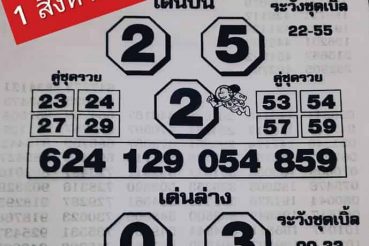 1 สิงหา
เด่นบน
ระวังชุดเบิ้ล
2 5 22-55
คู่ชุดรวย
คู่ชุดรวย
23 24 2 53 54
27 29 57 59
624 129 054 859
เด่นล่าง
ระวังชุดเบิ้ล
0 3